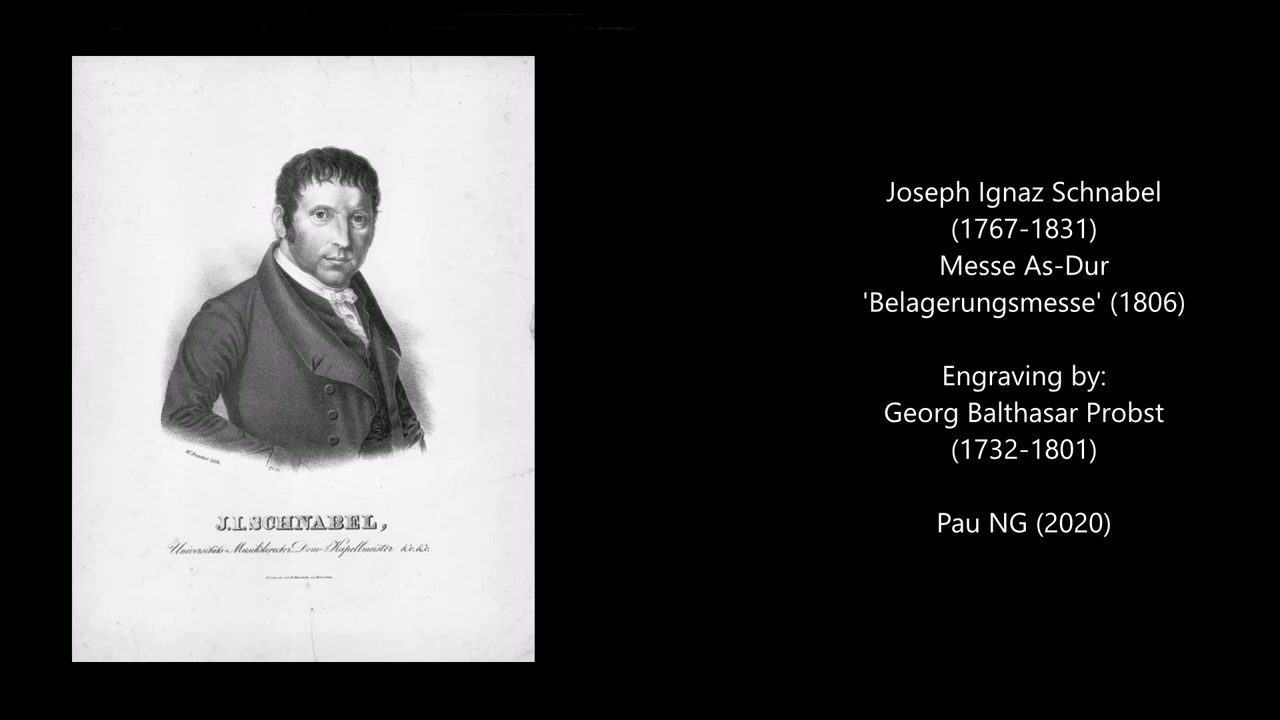 J.I.SCHNABEL,
Universitäts-Musikdirector, Dom-Kapellmeister &c.&c.
Joseph Ignaz Schnabel
(1767-1831)
Messe As-Dur
'Belagerungsmesse' (1806)
Engraving by:
Georg Balthasar Probst
(1732-1801)
Pau NG (2020)